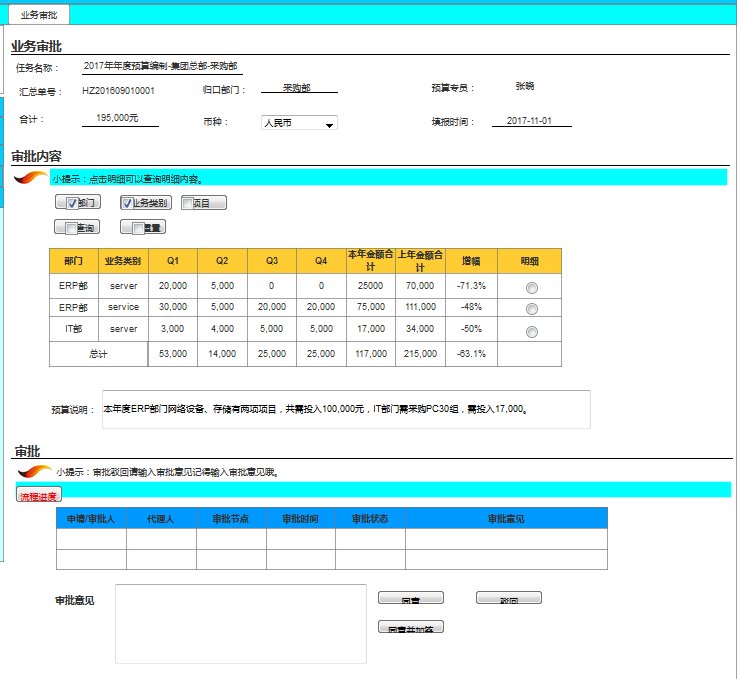 业务审批
业务审批
任务名称： 2017年年度预算编制-集团总部-采购部
汇总单号： HZ201609010001 归口部门： 采购部 预算专员： 张晓
合计： 195,000元 币种： 人民币 填报时间： 2017-11-01
审批内容
小提示：点击明细可以查询明细内容。
部门 业务类别 项目
查询 重置
部门 业务类别 Q1 Q2 Q3 Q4 本年金额合计 上年金额合计 增幅 明细
ERP部 server 20,000 5,000 0 0 25000 70,000 -71.3%
ERP部 service 30,000 5,000 20,000 20,000 75,000 111,000 -48%
IT部 server 3,000 4,000 5,000 5,000 17,000 34,000 -50%
总计 53,000 14,000 25,000 25,000 117,000 215,000 -63.1%
预算说明： 本年度ERP部门网络设备、存储有两项项目，共需投入100,000元，IT部门需采购PC30组，需投入17,000。
审批
小提示：审批驳回请输入审批意见记得输入审批意见哦。
流程进度
申请/审批人 代理人 审批节点 审批时间 审批状态 审批意见
审批意见 同意 驳回
同意并加签